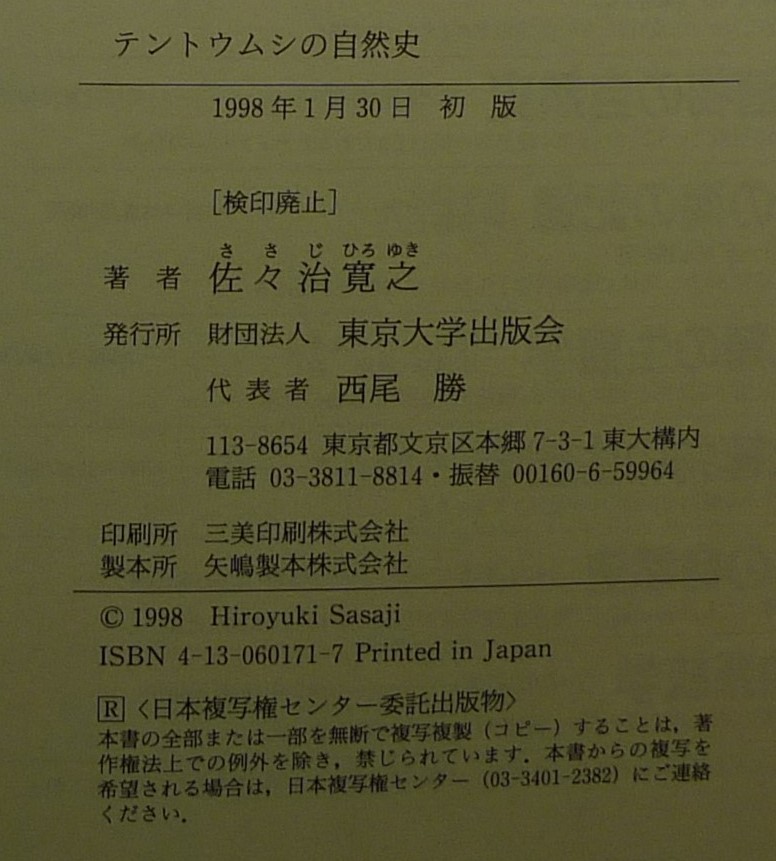 テントウムシの自然史
1998年1月30日 初 版
[検印廃止]
さ さ じ ひろ ゆき
著 者 佐々治寛之
発行所 財団法人 東京大学出版会
代表者 西尾 勝
113-8654 東京都文京区本郷7-3-1東大構内
電話 03-3811-8814・振替 00160-6-59964
印刷所 三美印刷株式会社
製本所 矢嶋製本株式会社
© 1998 Hiroyuki Sasaji
ISBN 4-13-060171-7 Printed in Japan
R〈日本複写権センター委託出版物〉
本書の全部または一部を無断で複写複製（コピー）することは，著
作権法上での例外を除き，禁じられています．本書からの複写を
希望される場合は，日本複写権センター（03-3401-2382）にご連絡
ください．